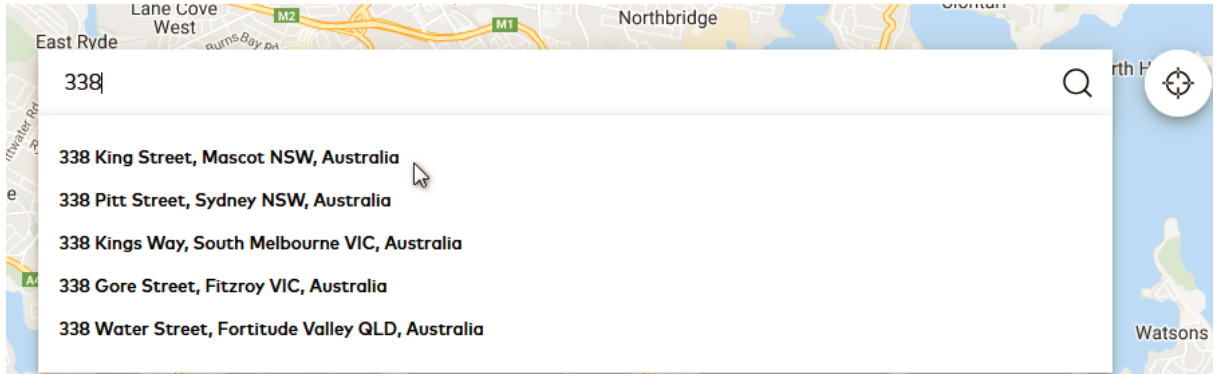 Lane Cove
West
M2
M1
Northbridge
East Ryde
Burns Bay Rd
338
338 King Street, Mascot NSW, Australia
338 Pitt Street, Sydney NSW, Australia
338 Kings Way, South Melbourne VIC, Australia
338 Gore Street, Fitzroy VIC, Australia
338 Water Street, Fortitude Valley QLD, Australia
Watsons